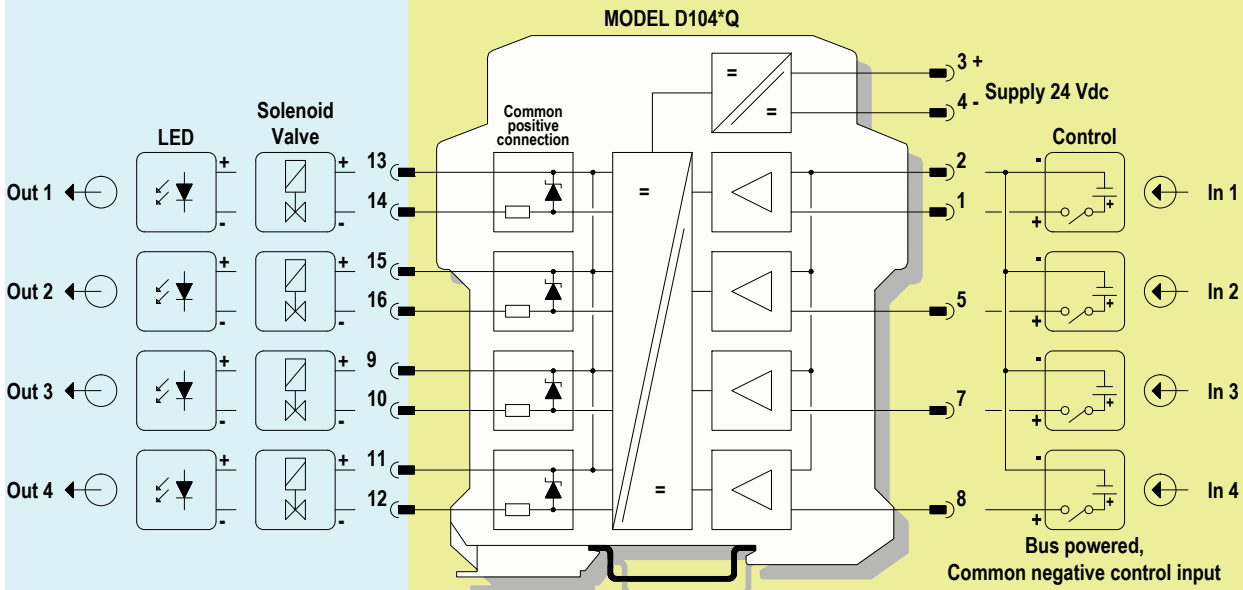 MODEL D104*Q
3 +
4 -
Supply 24 Vdc
=
=
Common
positive
connection
LED
Solenoid
Valve
Control
Out 1
+
-
+
-
13
14
=
2
1
-
+
+
In 1
Out 2
+
-
+
-
15
16
5
-
+
+
In 2
Out 3
+
-
+
-
9
10
7
-
+
+
In 3
Out 4
+
-
+
-
11
12
=
8
-
+
+
In 4
Bus powered,
Common negative control input